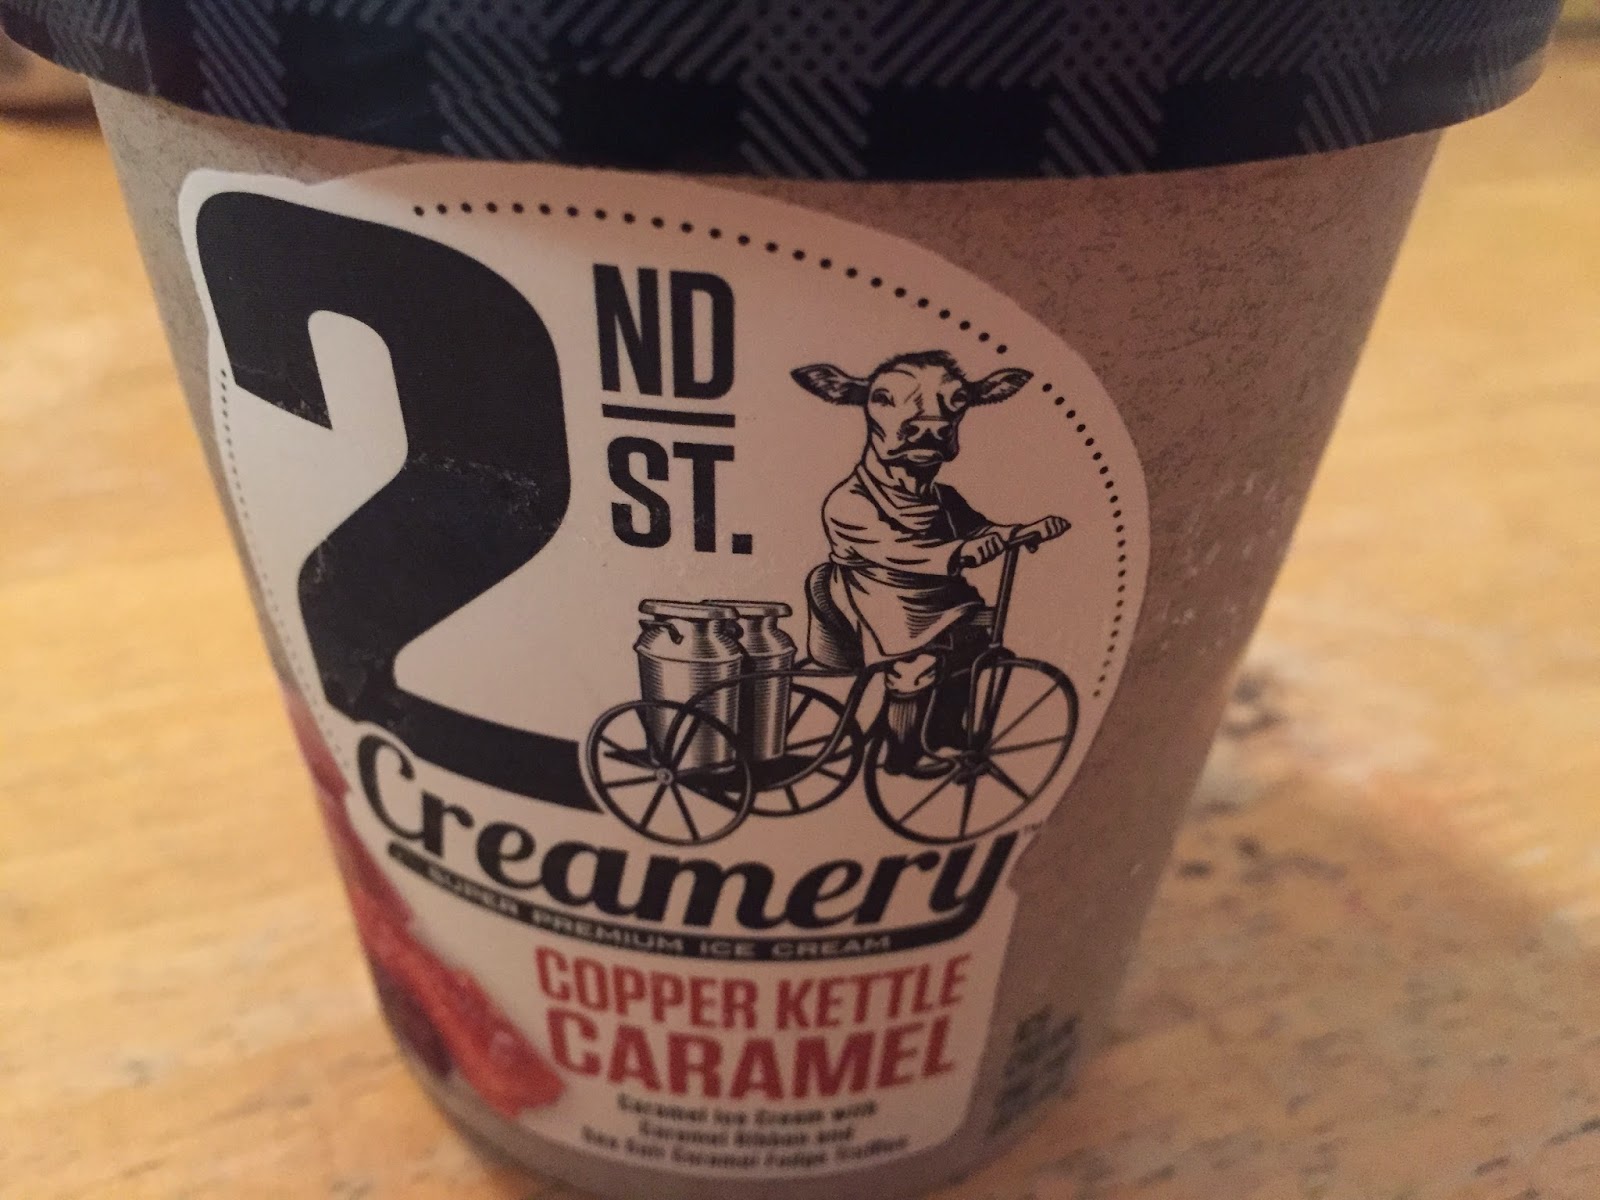 2
ND
ST.
Creamery™
SUPER PREMIUM ICE CREAM
COPPER KETTLE
CARAMEL
Caramel Ice Cream with
Caramel Ribbon and
Sea Salt Caramel Fudge Truffles